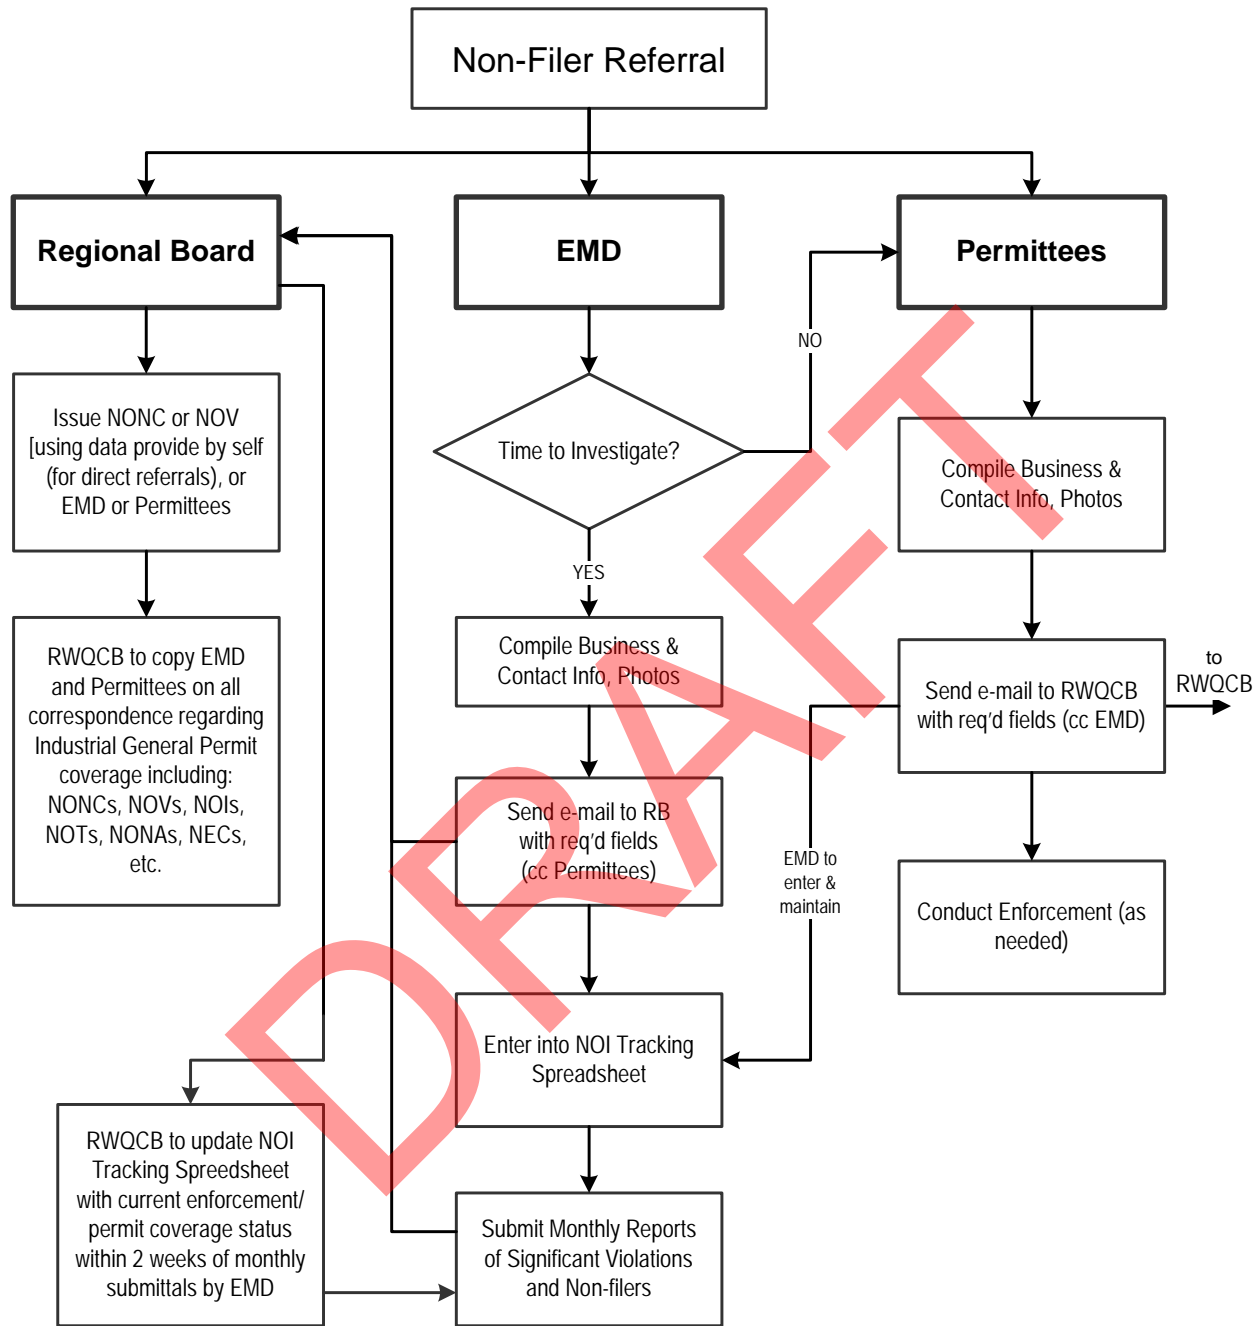 Non-Filer Referral
Regional Board
EMD
Permittees
NO
Issue NONC or NOV
[using data provide by self
(for direct referrals), or
EMD or Permittees
Time to Investigate?
Compile Business &
Contact Info, Photos
YES
RWQCB to copy EMD
and Permittees on all
correspondence regarding
Industrial General Permit
coverage including:
NONCs, NOVs, NOIs,
NOTs, NONAs, NECs,
etc.
Compile Business &
Contact Info, Photos
Send e-mail to RWQCB
with req'd fields (cc EMD)
to
RWQCB
Send e-mail to RB
with req'd fields
(cc Permittees)
EMD to
enter &
maintain
Conduct Enforcement (as
needed)
Enter into NOI Tracking
Spreadsheet
RWQCB to update NOI
Tracking Spreedsheet
with current enforcement/
permit coverage status
within 2 weeks of monthly
submittals by EMD
Submit Monthly Reports
of Significant Violations
and Non-filers
DRAFT